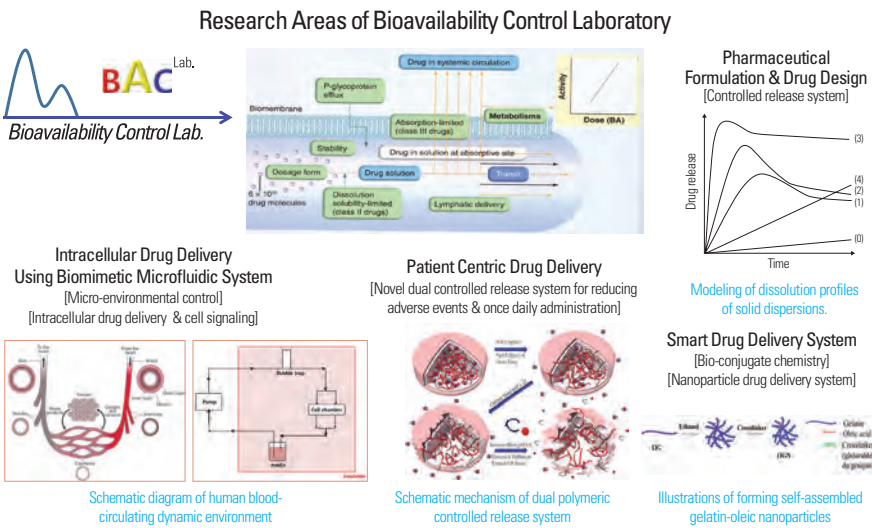 Research Areas of Bioavailability Control Laboratory
BAC Lab.
Bioavailability Control Lab.
Drug in systemic circulation
P-glycoprotein
efflux
Biomembrane
Absorption-limited
(class III drugs)
Metabolisms
Activity
Dose (BA)
Stability
Drug in solution at absorptive site
Dosage form
Drug solution
Transit
drug molecules
Dissolution
solubility-limited
(class II drugs)
Lymphatic delivery
Pharmaceutical
Formulation & Drug Design
[Controlled release system]
Drug release
(3)
(4)
(2)
(1)
(0)
Time
Modeling of dissolution profiles
of solid dispersions.
Intracellular Drug Delivery
Using Biomimetic Microfluidic System
[Micro-environmental control]
[Intracellular drug delivery & cell signaling]
Bubble trap
Pump
Cell chamber
Schematic diagram of human blood-
circulating dynamic environment
Patient Centric Drug Delivery
[Novel dual controlled release system for reducing
adverse events & once daily administration]
Schematic mechanism of dual polymeric
controlled release system
Smart Drug Delivery System
[Bio-conjugate chemistry]
[Nanoparticle drug delivery system]
Ethanol
Crosslinker
Gelatin
Oleic acid
Crosslinker
Illustrations of forming self-assembled
gelatin-oleic nanoparticles